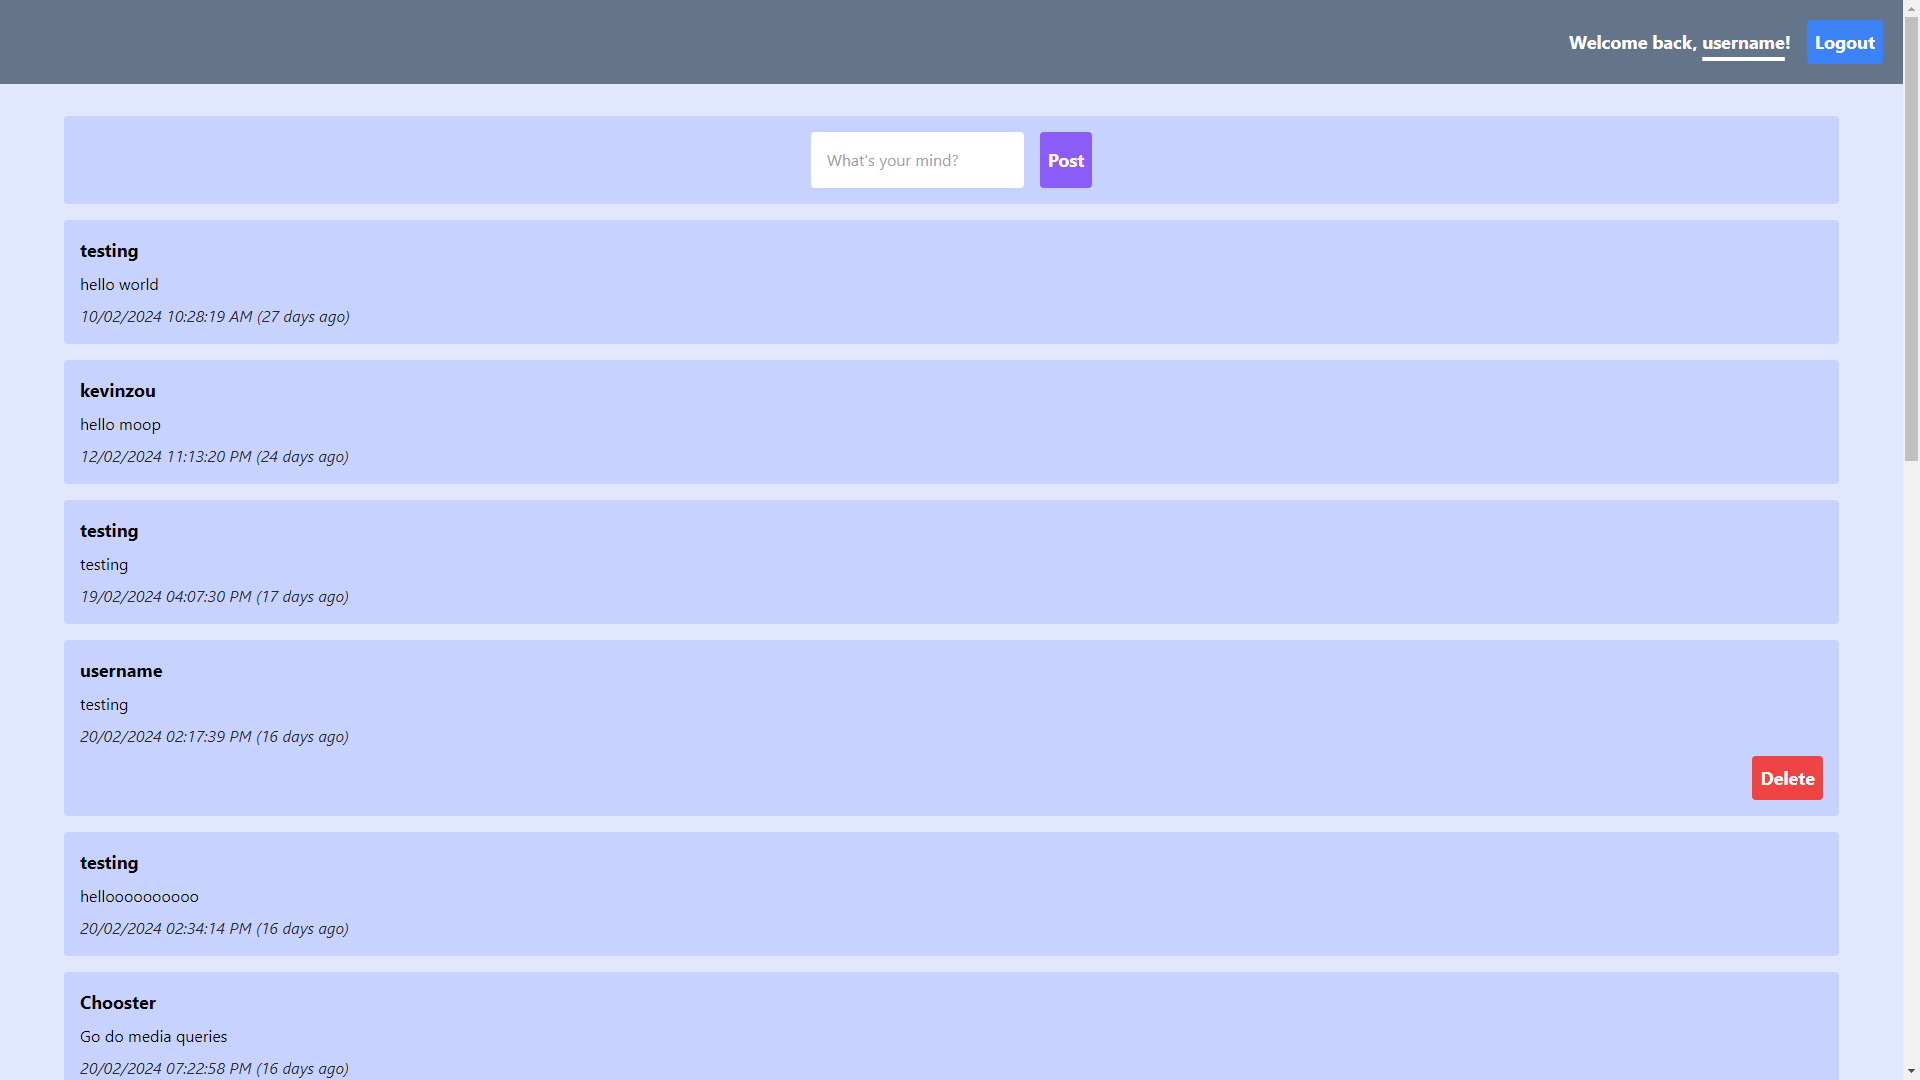 Welcome back, username! Logout
What's your mind? Post
testing
hello world
10/02/2024 10:28:19 AM (27 days ago)
kevinzou
hello moop
12/02/2024 11:13:20 PM (24 days ago)
testing
testing
19/02/2024 04:07:30 PM (17 days ago)
username
testing
20/02/2024 02:17:39 PM (16 days ago)
Delete
testing
helloooooooooo
20/02/2024 02:34:14 PM (16 days ago)
Chooster
Go do media queries
20/02/2024 07:22:58 PM (16 days ago)